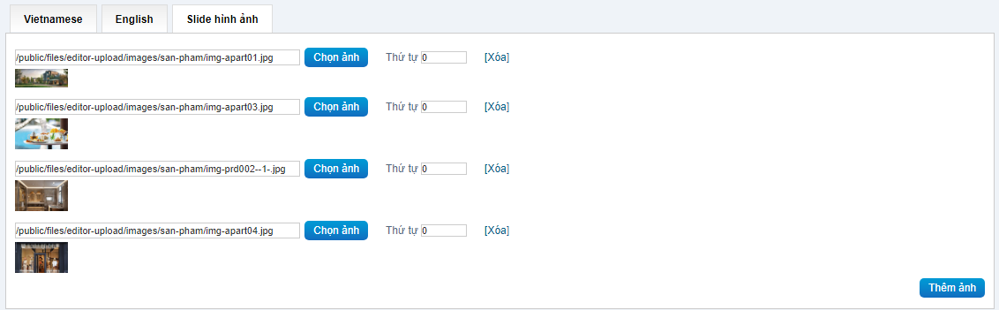 Vietnamese English Slide hình ảnh
/public/files/editor-upload/images/san-pham/img-apart01.jpg Chọn ảnh Thứ tự 0 [Xóa]
/public/files/editor-upload/images/san-pham/img-apart03.jpg Chọn ảnh Thứ tự 0 [Xóa]
/public/files/editor-upload/images/san-pham/img-prd002--1-.jpg Chọn ảnh Thứ tự 0 [Xóa]
/public/files/editor-upload/images/san-pham/img-apart04.jpg Chọn ảnh Thứ tự 0 [Xóa]
Thêm ảnh